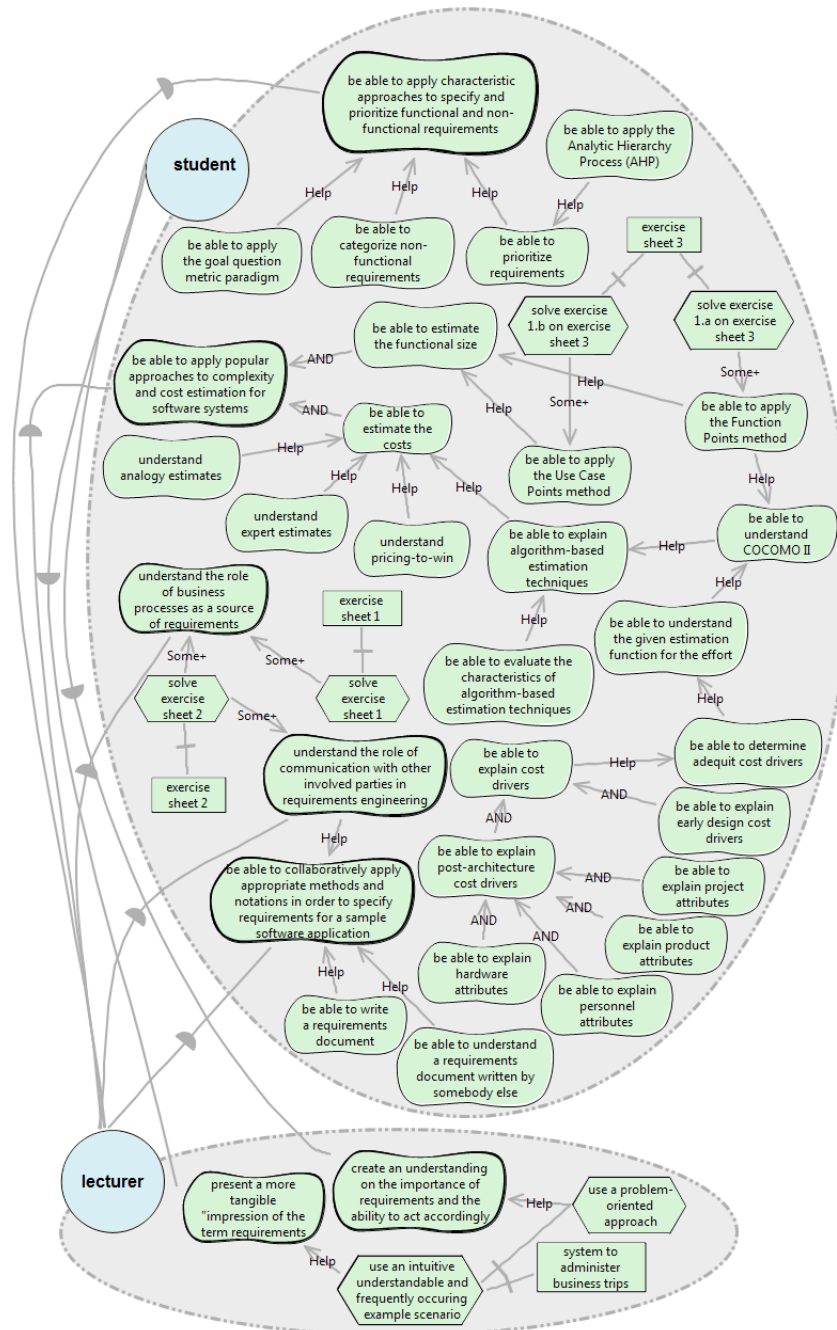 be able to apply characteristic
approaches to specify and
prioritize functional and non-
functional requirements
be able to apply the
Analytic Hierarchy
Process (AHP)
student
Help
Help
Help
Help
be able to apply
the goal question
metric paradigm
be able to
categorize non-
functional
requirements
be able to
prioritize
requirements
exercise
sheet 3
solve exercise
1.b on exercise
sheet 3
solve exercise
1.a on exercise
sheet 3
be able to estimate
the functional size
be able to apply popular
approaches to complexity
and cost estimation for
software systems
AND
AND
Help
Some+
Help
Some+
be able to
estimate the
costs
be able to apply
the Function
Points method
understand
analogy estimates
Help
Help
Help
Help
be able to apply
the Use Case
Points method
Help
understand
expert estimates
understand
pricing-to-win
be able to explain
algorithm-based
estimation
techniques
Help
be able to
understand
COCOMO II
understand the role
of business
processes as a source
of requirements
exercise
sheet 1
Help
Help
be able to understand
the given estimation
function for the effort
Some+
Some+
be able to evaluate the
characteristics of
algorithm-based
estimation techniques
solve
exercise
sheet 2
Some+
solve
exercise
sheet 1
Help
exercise
sheet 2
understand the role of
communication with other
involved parties in
requirements engineering
be able to
explain cost
drivers
Help
be able to determine
adequit cost drivers
AND
be able to explain
early design cost
drivers
AND
Help
be able to explain
post-architecture
cost drivers
be able to collaboratively apply
appropriate methods and
notations in order to specify
requirements for a sample
software application
AND
be able to
explain project
attributes
AND
AND
AND
be able to
explain product
attributes
be able to explain
hardware
attributes
be able to explain
personnel
attributes
Help
Help
be able to write
a requirements
document
be able to understand
a requirements
document written by
somebody else
lecturer
present a more
tangible
"impression of the
term requirements
create an understanding
on the importance of
requirements and the
ability to act accordingly
Help
use a problem-
oriented
approach
Help
use an intuitive
understandable and
frequently occuring
example scenario
system to
administer
business trips